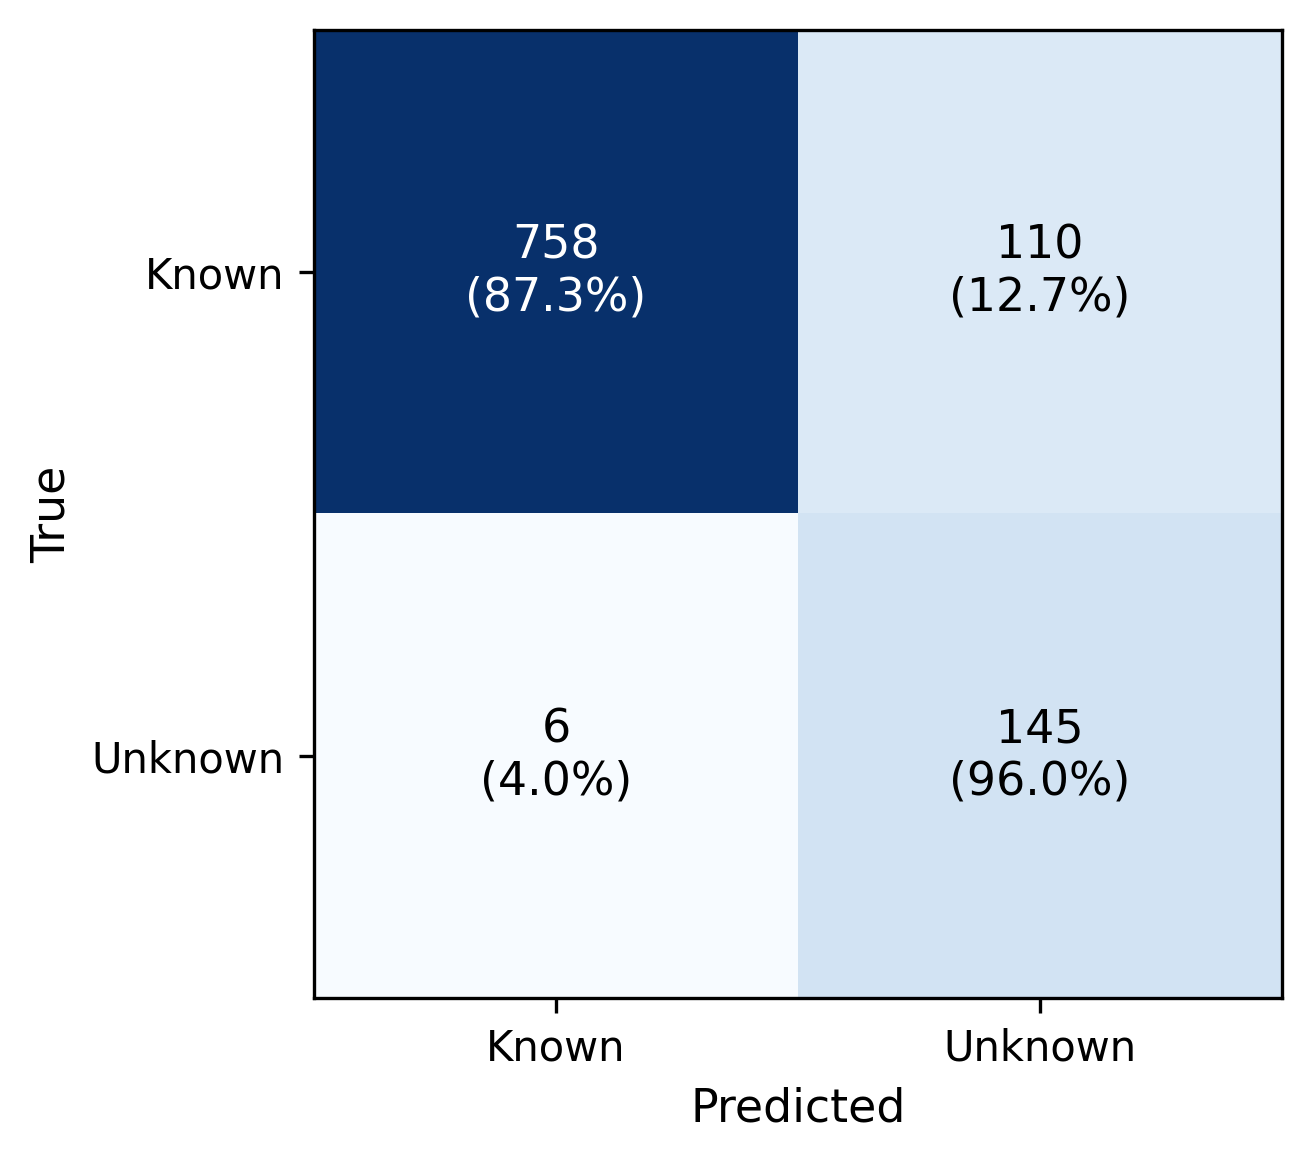 758
(87.3%)
110
(12.7%)
Known
True
6
(4.0%)
145
(96.0%)
Unknown
Known
Unknown
Predicted